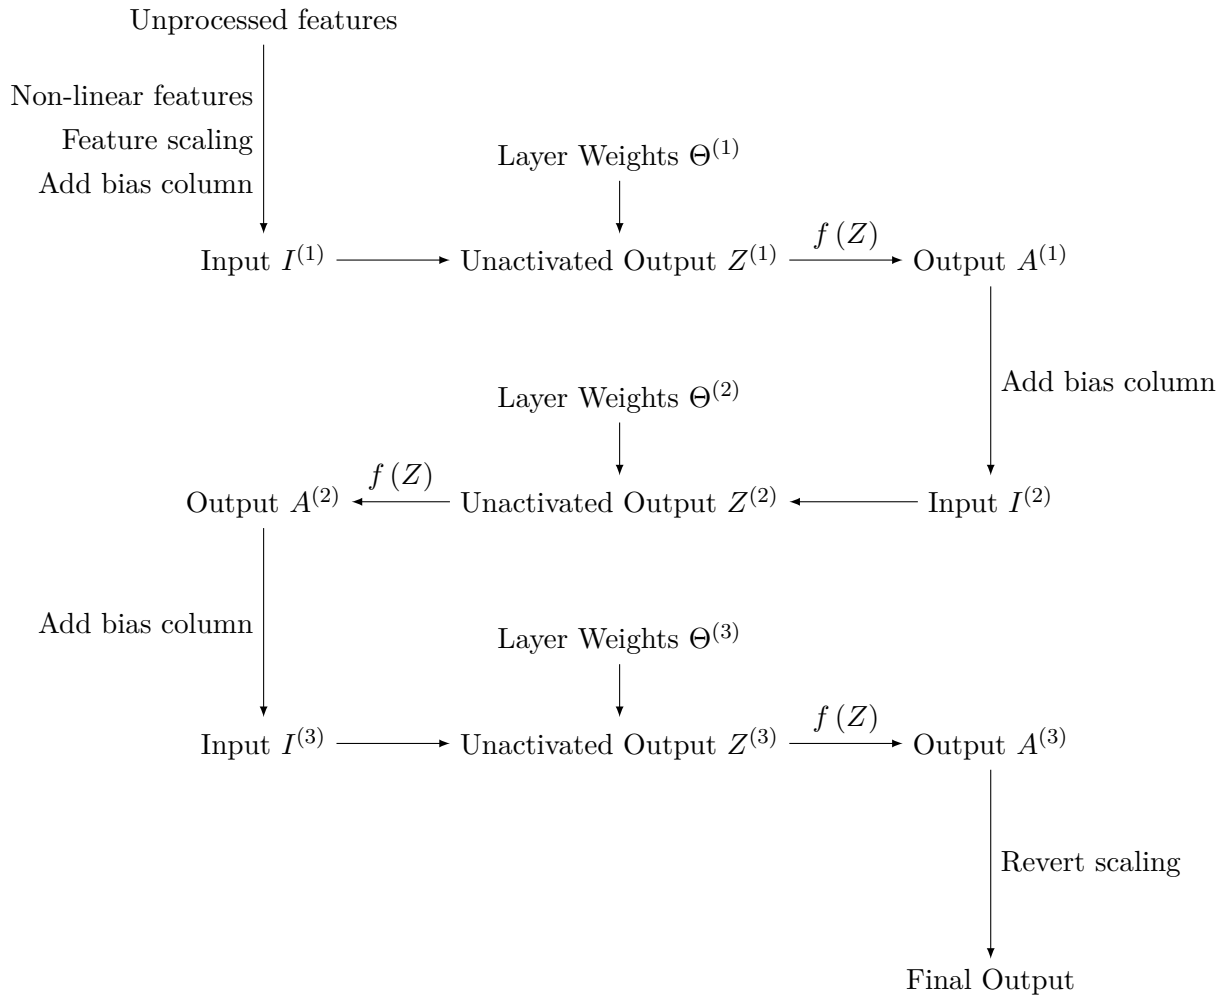 Unprocessed features
Non-linear features
Feature scaling
Add bias column
Layer Weights Θ^(1)
Input I^(1)
Unactivated Output Z^(1)
f (Z)
Output A^(1)
Add bias column
Layer Weights Θ^(2)
Output A^(2)
f (Z)
Unactivated Output Z^(2)
Input I^(2)
Add bias column
Layer Weights Θ^(3)
Input I^(3)
Unactivated Output Z^(3)
f (Z)
Output A^(3)
Revert scaling
Final Output